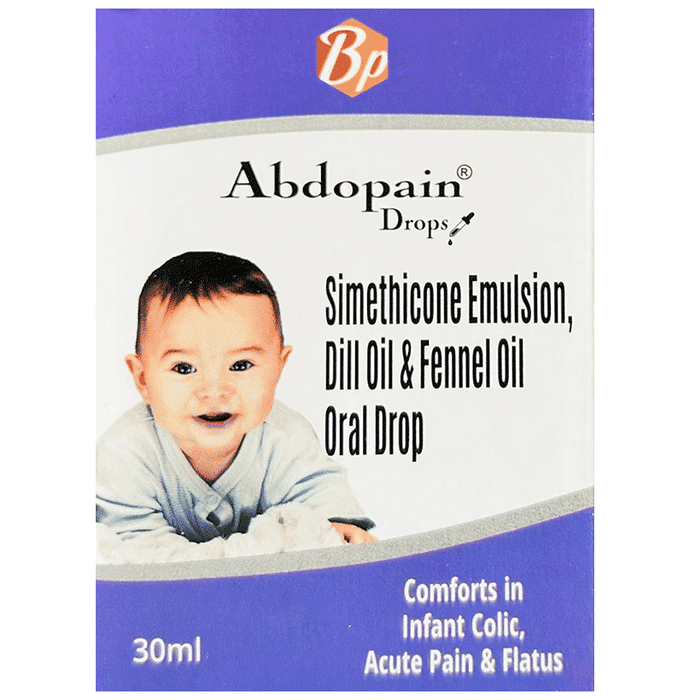 Bp
Abdopain®
Drops
Simethicone Emulsion,
Dill Oil & Fennel Oil
Oral Drop
Comforts in
Infant Colic,
Acute Pain & Flatus
30ml